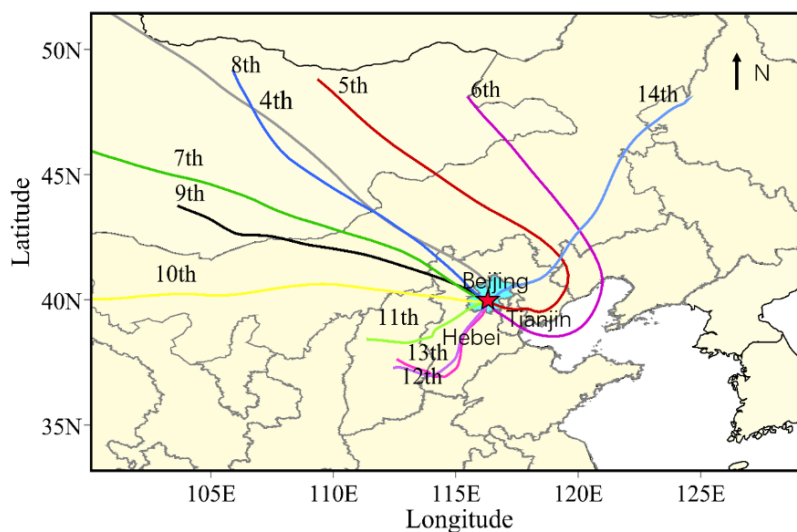 50N
45N
40N
35N
Latitude
8th
4th
5th
6th
14th
N
7th
9th
10th
Beijing
Tianjin
11th
Hebei
13th
12th
105E
110E
115E
120E
125E
Longitude